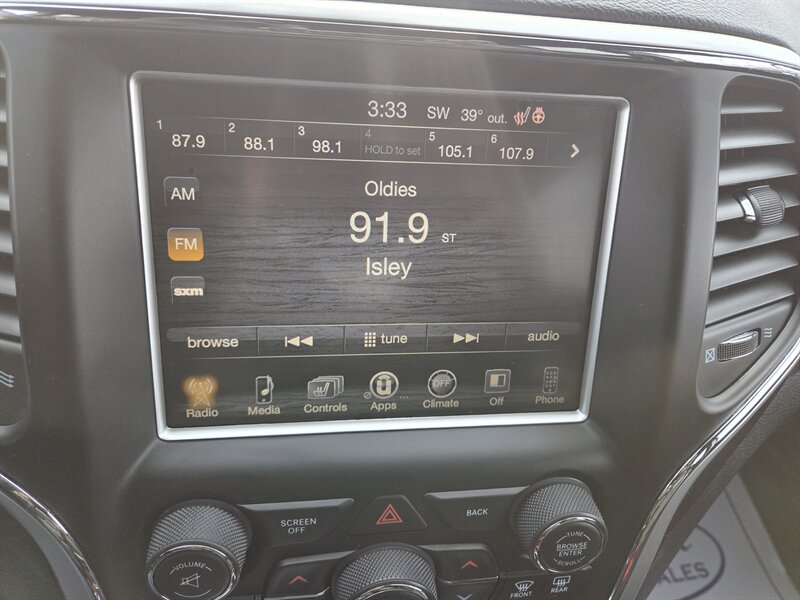 3:33 SW 39° out.
1 87.9 2 88.1 3 98.1 4 HOLD to set 5 105.1 6 107.9 >
AM
Oldies
91.9 ST
FM
Isley
sxm
browse tune audio
Radio Media Controls Apps Climate Off Phone
OFF
SCREEN OFF
BACK
VOLUME
TUNE
BROWSE
ENTER
SCROLL
FRONT REAR
ALES